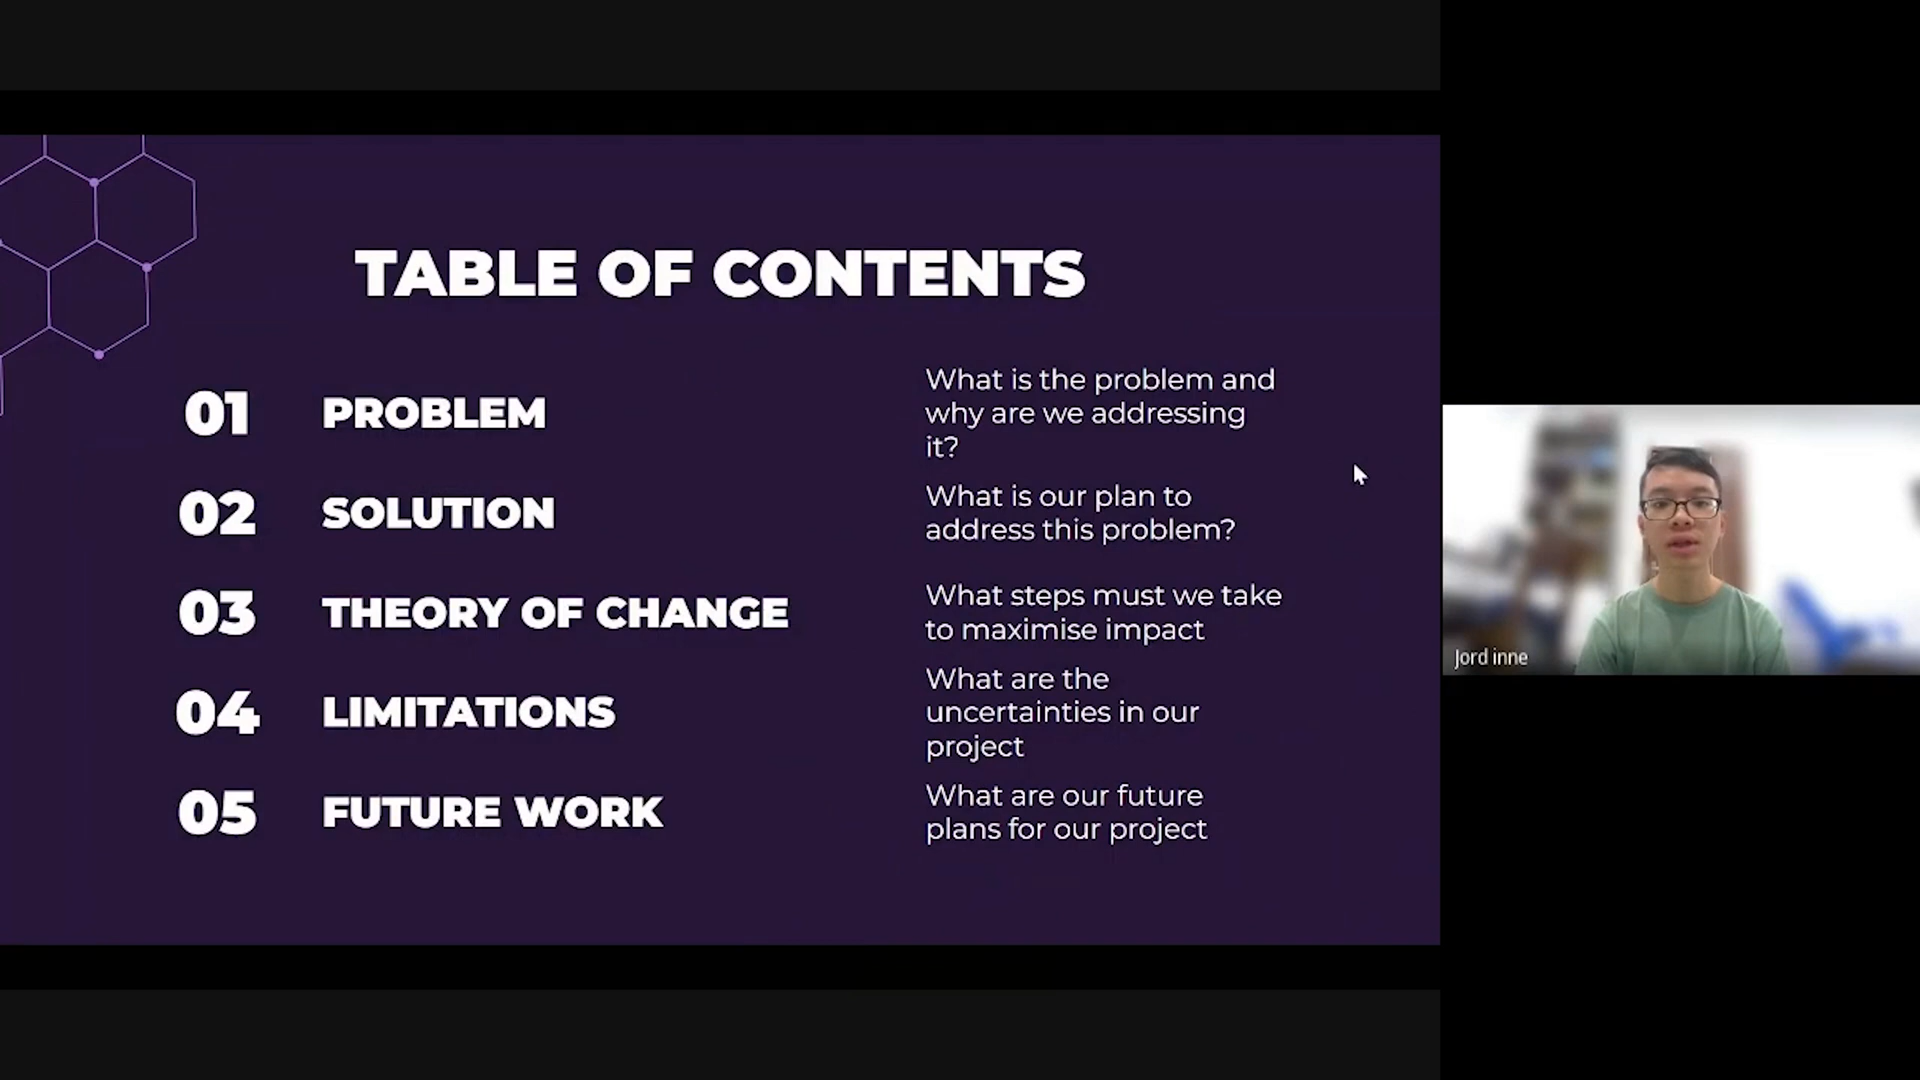 TABLE OF CONTENTS
01 PROBLEM
What is the problem and
why are we addressing
it?
02 SOLUTION
What is our plan to
address this problem?
03 THEORY OF CHANGE
What steps must we take
to maximise impact
04 LIMITATIONS
What are the
uncertainties in our
project
05 FUTURE WORK
What are our future
plans for our project
Jord inne